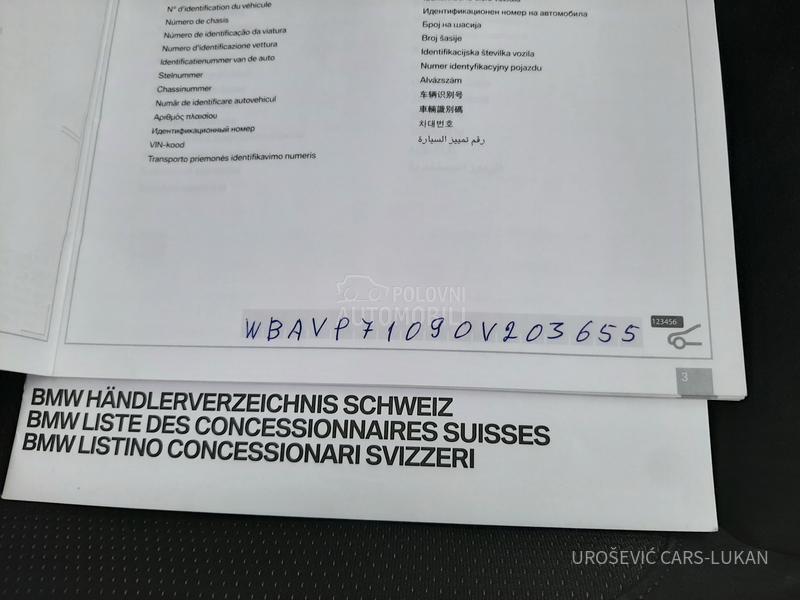 N° d'identification du véhicule
Número de chasis
Número de identificação da viatura
Numero d'identificazione vettura
Identificatienummer van de auto
Stelnummer
Chassinummer
Număr de identificare autovehicul
Αριθμός πλαισίου
Идентификационный номер
VIN-kood
Transporto priemonės identifikavimo numeris
Идентификационен номер на автомобила
Број на шасија
Broj šasije
Identifikacijska številka vozila
Numer identyfikacyjny pojazdu
Alvázszám
车辆识别号
車輛識別碼
차대번호
رقم تمييز السيارة
POLOVNI
AUTOMOBILI
WBAVP71090V203655
123456
3
BMW HÄNDLERVERZEICHNIS SCHWEIZ
BMW LISTE DES CONCESSIONNAIRES SUISSES
BMW LISTINO CONCESSIONARI SVIZZERI
UROŠEVIĆ CARS-LUKAN